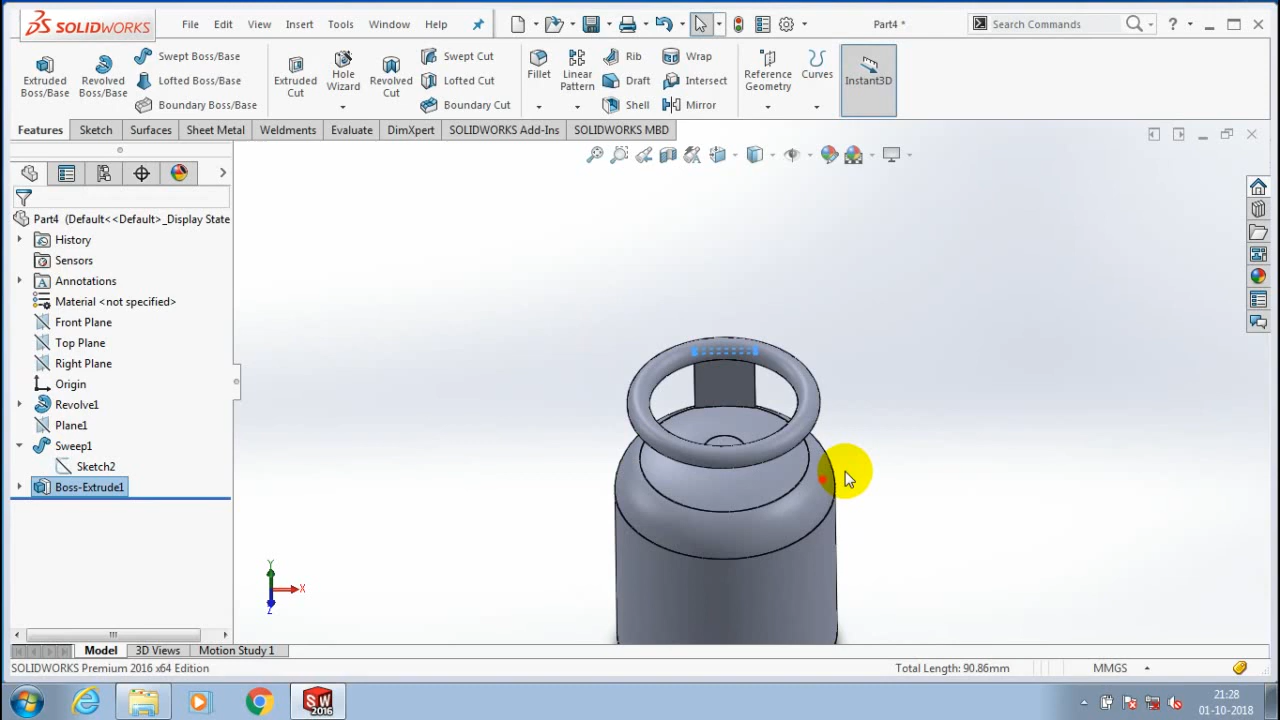 SOLIDWORKS File Edit View Insert Tools Window Help Part4 * Search Commands ?
Extruded Boss/Base
Revolved Boss/Base
Swept Boss/Base
Lofted Boss/Base
Boundary Boss/Base
Extruded Cut
Hole Wizard
Revolved Cut
Swept Cut
Lofted Cut
Boundary Cut
Fillet
Linear Pattern
Rib
Draft
Shell
Wrap
Intersect
Mirror
Reference Geometry
Curves
Instant3D
Features Sketch Surfaces Sheet Metal Weldments Evaluate DimXpert SOLIDWORKS Add-Ins SOLIDWORKS MBD
Part4 (Default<<Default>_Display State
History
Sensors
Annotations
Material <not specified>
Front Plane
Top Plane
Right Plane
Origin
Revolve1
Plane1
Sweep1
Sketch2
Boss-Extrude1
Y
X
Z
Model 3D Views Motion Study 1
SOLIDWORKS Premium 2016 x64 Edition Total Length: 90.86mm MMGS
SW 2016
21:28
01-10-2018